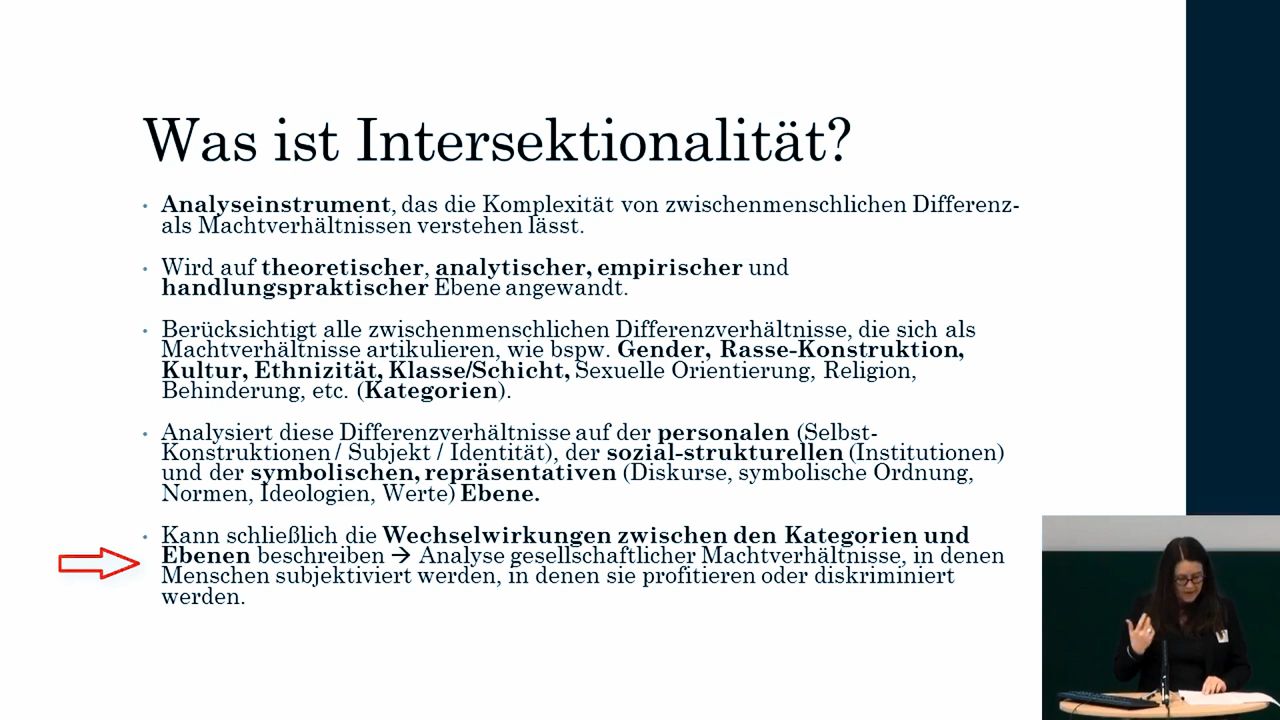 Was ist Intersektionalität?
• Analyseinstrument, das die Komplexität von zwischenmenschlichen Differenz-
als Machtverhältnissen verstehen lässt.
• Wird auf theoretischer, analytischer, empirischer und
handlungspraktischer Ebene angewandt.
• Berücksichtigt alle zwischenmenschlichen Differenzverhältnisse, die sich als
Machtverhältnisse artikulieren, wie bspw. Gender, Rasse-Konstruktion,
Kultur, Ethnizität, Klasse/Schicht, Sexuelle Orientierung, Religion,
Behinderung, etc. (Kategorien).
• Analysiert diese Differenzverhältnisse auf der personalen (Selbst-
Konstruktionen / Subjekt / Identität), der sozial-strukturellen (Institutionen)
und der symbolischen, repräsentativen (Diskurse, symbolische Ordnung,
Normen, Ideologien, Werte) Ebene.
• Kann schließlich die Wechselwirkungen zwischen den Kategorien und
Ebenen beschreiben → Analyse gesellschaftlicher Machtverhältnisse, in denen
Menschen subjektiviert werden, in denen sie profitieren oder diskriminiert
werden.